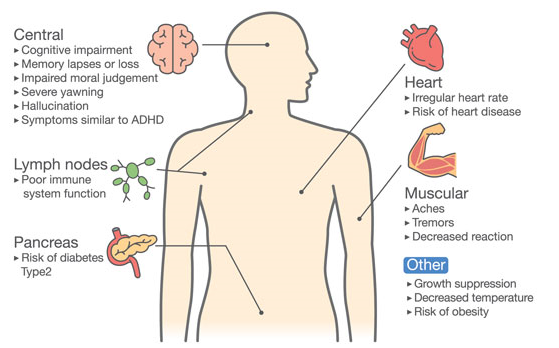 Central
▸ Cognitive impairment
▸ Memory lapses or loss
▸ Impaired moral judgement
▸ Severe yawning
▸ Hallucination
▸ Symptoms similar to ADHD
Lymph nodes
▸ Poor immune
system function
Pancreas
▸ Risk of diabetes
Type2
Heart
▸ Irregular heart rate
▸ Risk of heart disease
Muscular
▸ Aches
▸ Tremors
▸ Decreased reaction
Other
▸ Growth suppression
▸ Decreased temperature
▸ Risk of obesity